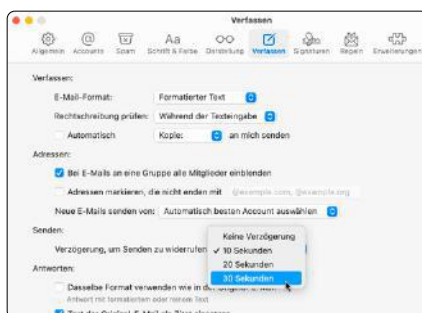 Verfassen
Allgemein Accounts Spam Schrift & Farbe Darstellung Verfassen Signaturen Regeln Erweiterungen
Verfassen:
E-Mail-Format: Formatierter Text
Rechtschreibung prüfen: Während der Texteingabe
Automatisch Kopie: an mich senden
Adressen:
Bei E-Mails an eine Gruppe alle Mitglieder einblenden
Adressen markieren, die nicht enden mit @example.com, @example.org
Neue E-Mails senden von: Automatisch besten Account auswählen
Senden:
Keine Verzögerung
Verzögerung, um Senden zu widerrufen 10 Sekunden
20 Sekunden
30 Sekunden
Antworten:
Dasselbe Format verwenden wie in der Original-E-Mail
Antwort mit formatiertem oder reinem Text